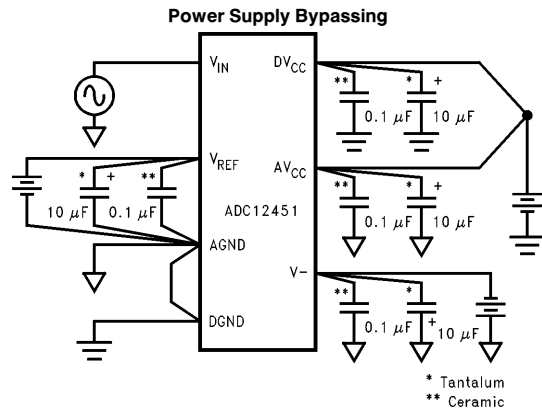 Power Supply Bypassing
V_IN
DV_CC
** * +
0.1 μF 10 μF
V_REF
* + **
10 μF 0.1 μF
AV_CC
** * +
0.1 μF 10 μF
ADC12451
AGND
V-
** *
0.1 μF + 10 μF
DGND
* Tantalum
** Ceramic